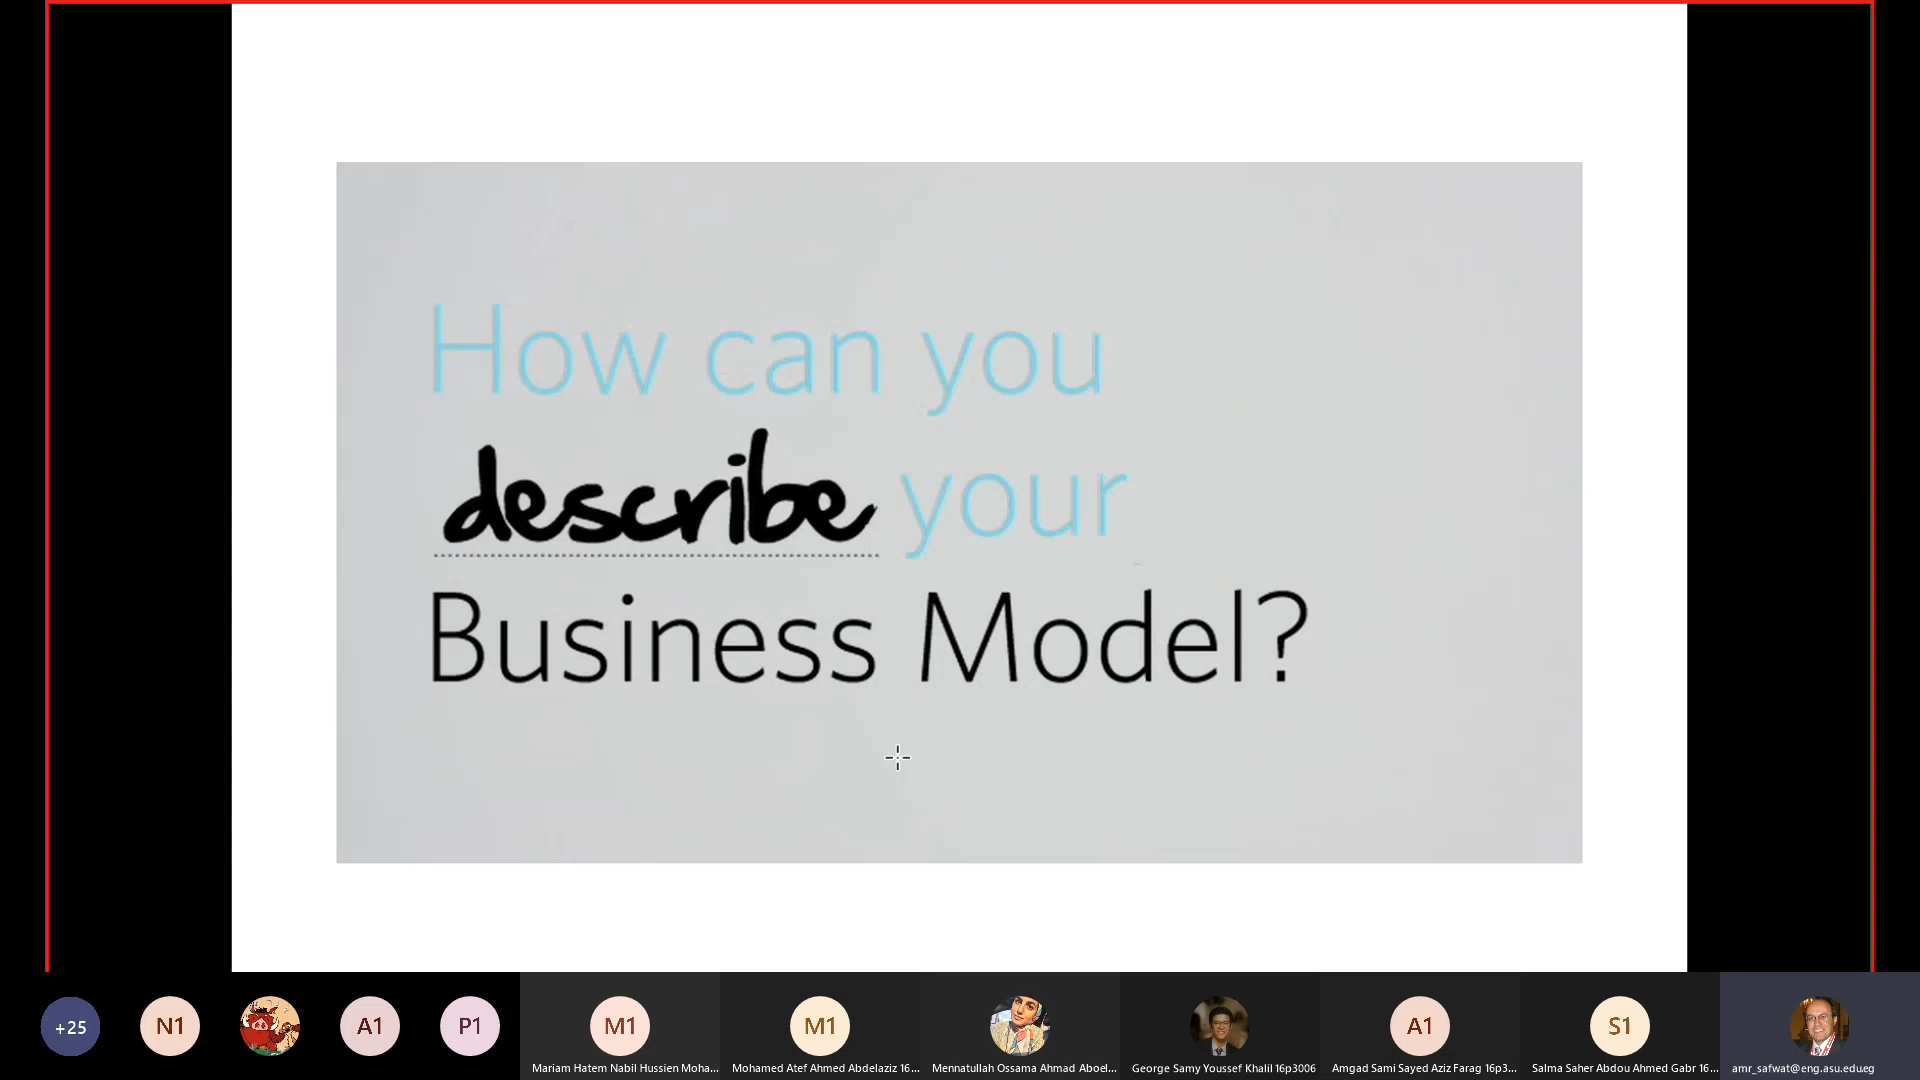 How can you
describe your
Business Model?
+25
N1
A1
P1
M1
M1
A1
S1
Mariam Hatem Nabil Hussien Moha...
Mohamed Atef Ahmed Abdelaziz 16...
Mennatullah Ossama Ahmad Aboel...
George Samy Youssef Khalil 16p3006
Amgad Sami Sayed Aziz Farag 16p3...
Salma Saher Abdou Ahmed Gabr 16...
amr_safwat@eng.asu.edu.eg